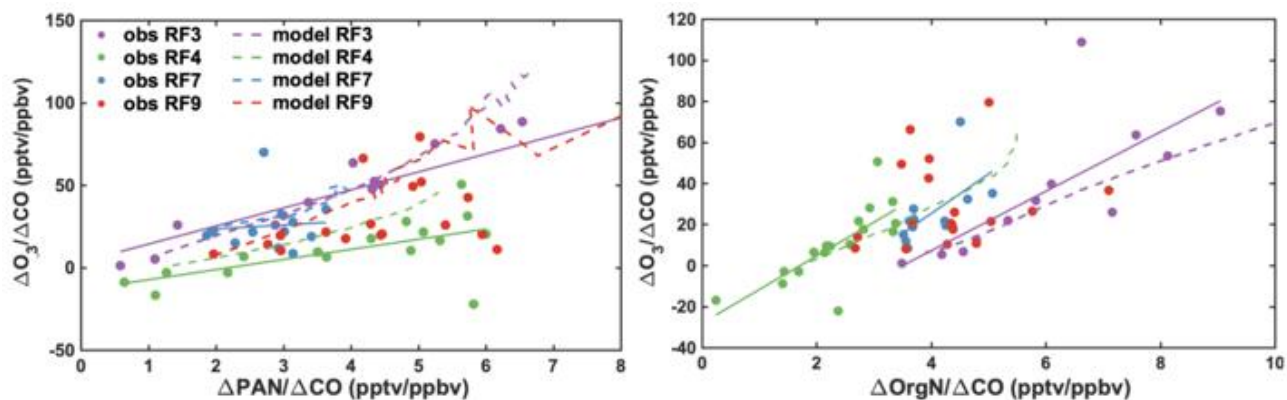 150
100
50
0
-50
ΔO3/ΔCO (pptv/ppbv)
obs RF3
obs RF4
obs RF7
obs RF9
model RF3
model RF4
model RF7
model RF9
0 1 2 3 4 5 6 7 8
ΔPAN/ΔCO (pptv/ppbv)
120
100
80
60
40
20
0
-20
-40
ΔO3/ΔCO (pptv/ppbv)
0 2 4 6 8 10
ΔOrgN/ΔCO (pptv/ppbv)